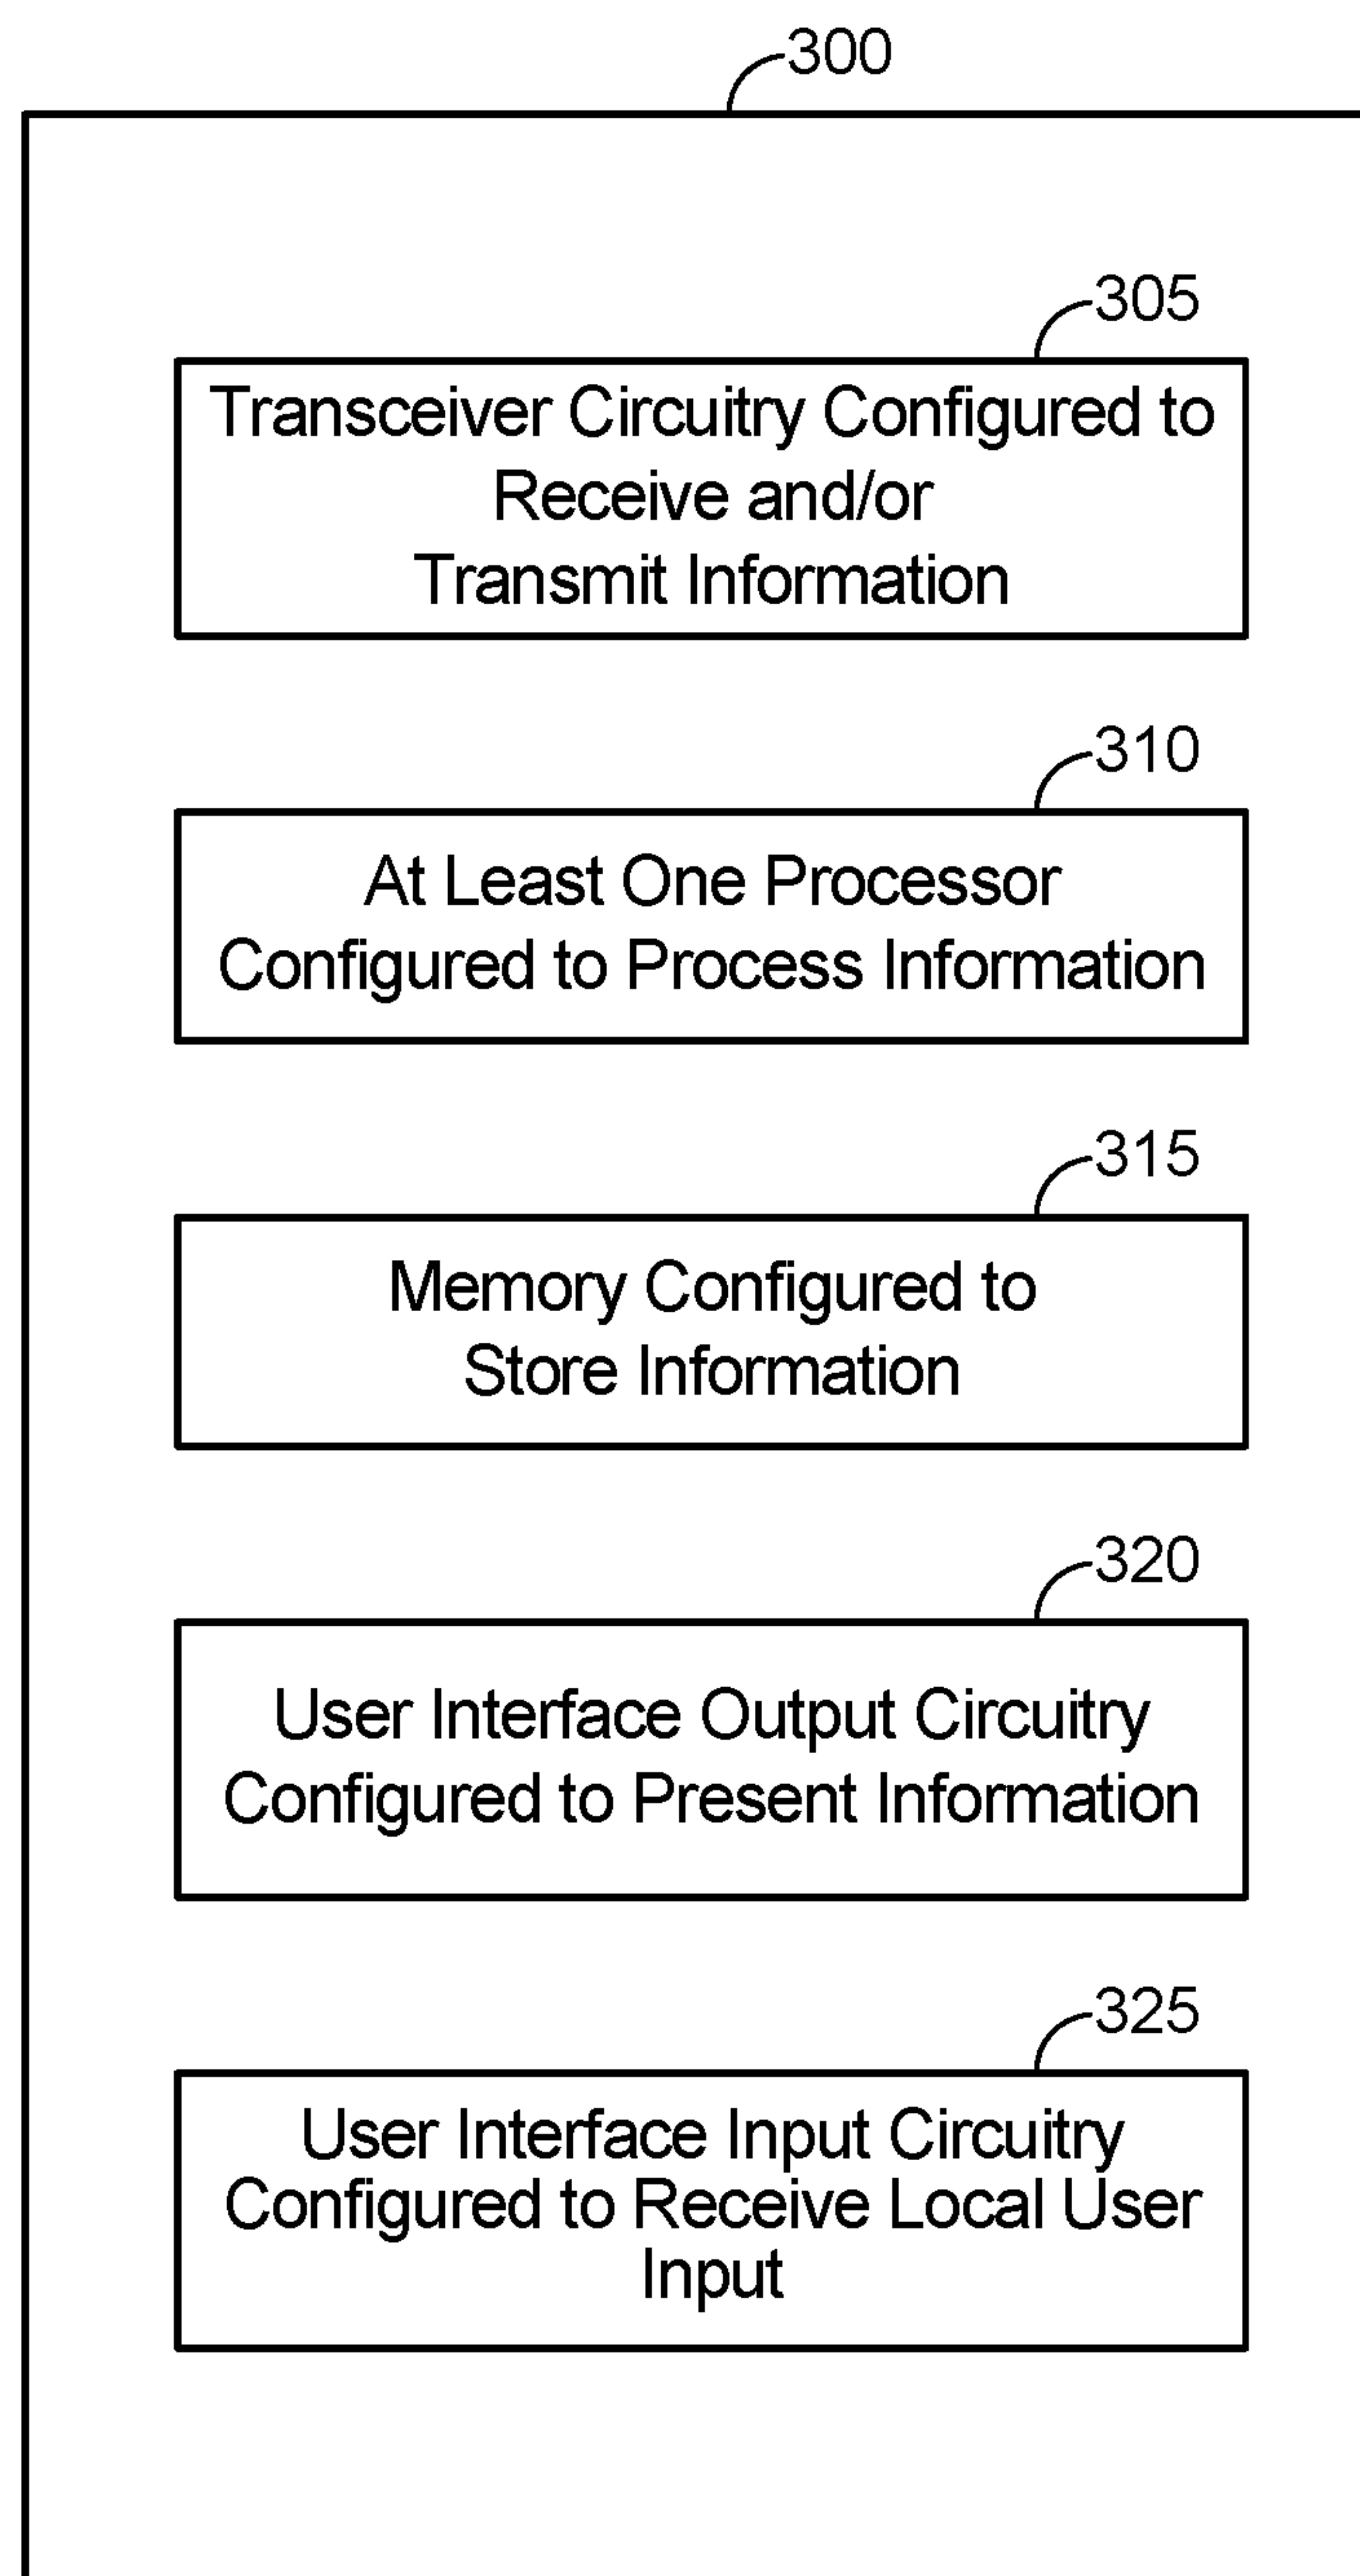 300
305
Transceiver Circuitry Configured to
Receive and/or
Transmit Information
310
At Least One Processor
Configured to Process Information
315
Memory Configured to
Store Information
320
User Interface Output Circuitry
Configured to Present Information
325
User Interface Input Circuitry
Configured to Receive Local User
Input